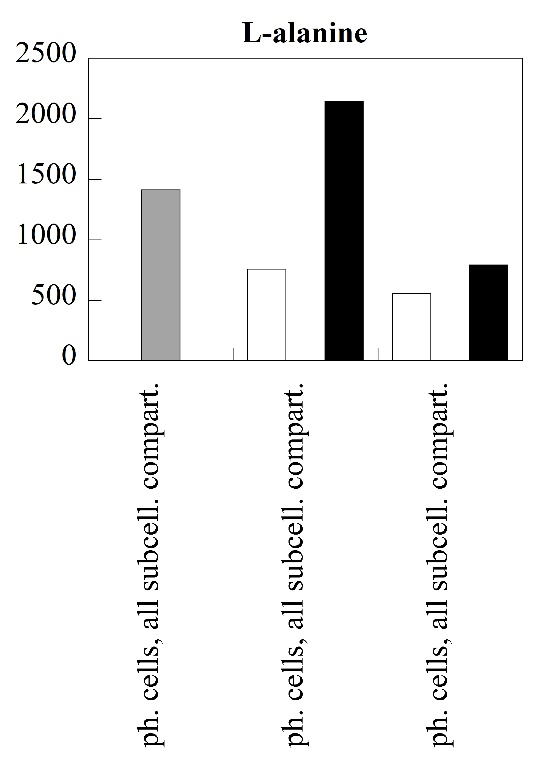 L-alanine
2500
2000
1500
1000
500
0
ph. cells, all subcell. compart.
ph. cells, all subcell. compart.
ph. cells, all subcell. compart.